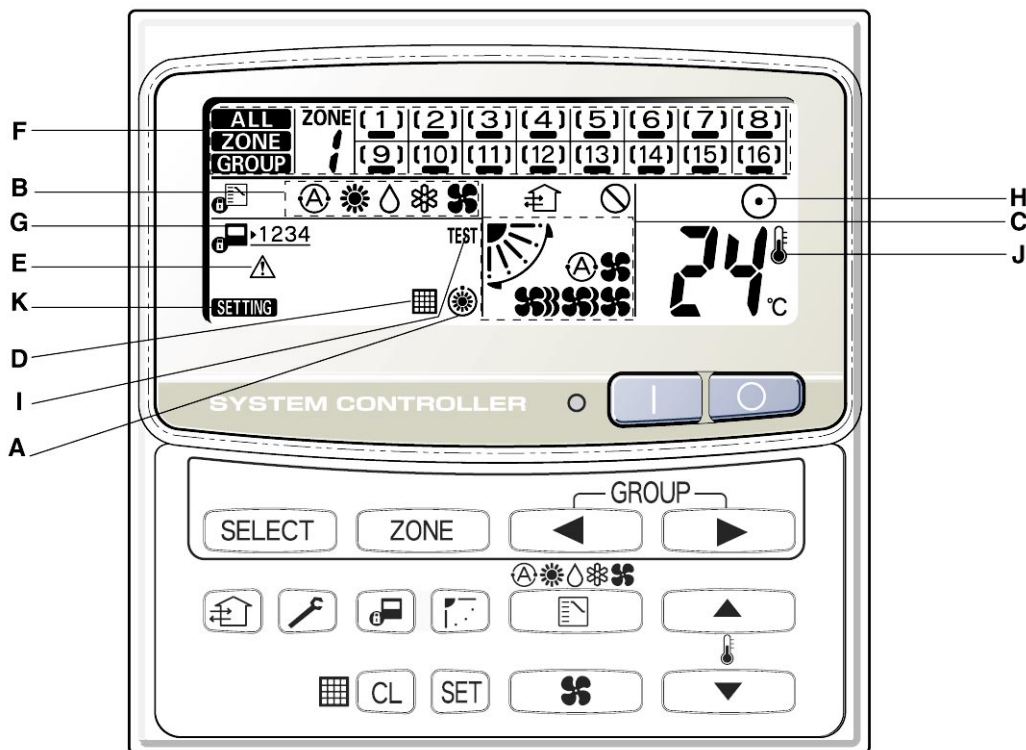 ALL ZONE (1) (2) (3) (4) (5) (6) (7) (8)
ZONE 1
GROUP (9) (10) (11) (12) (13) (14) (15) (16)
F
B
A
H
C
G
1234
TEST
24
°C
J
A
E
K
SETTING
D
I
A
SYSTEM CONTROLLER
GROUP
SELECT
ZONE
A
CL
SET